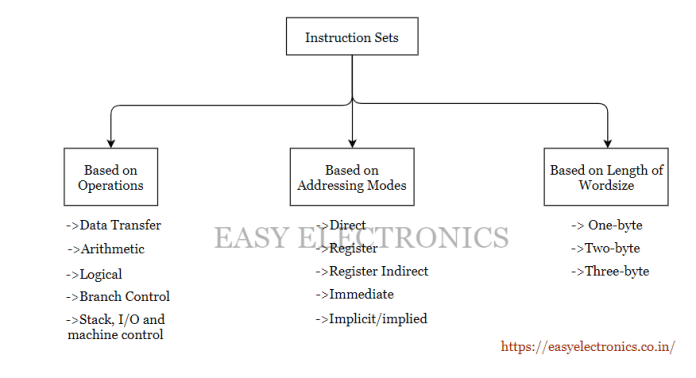 Instruction Sets
Based on
Operations
->Data Transfer
->Arithmetic
->Logical
->Branch Control
->Stack, I/O and
machine control
Based on
Addressing Modes
->Direct
->Register
->Register Indirect
->Immediate
->Implicit/implied
Based on Length of
Wordsize
-> One-byte
->Two-byte
->Three-byte
EASY ELECTRONICS
https://easyelectronics.co.in/